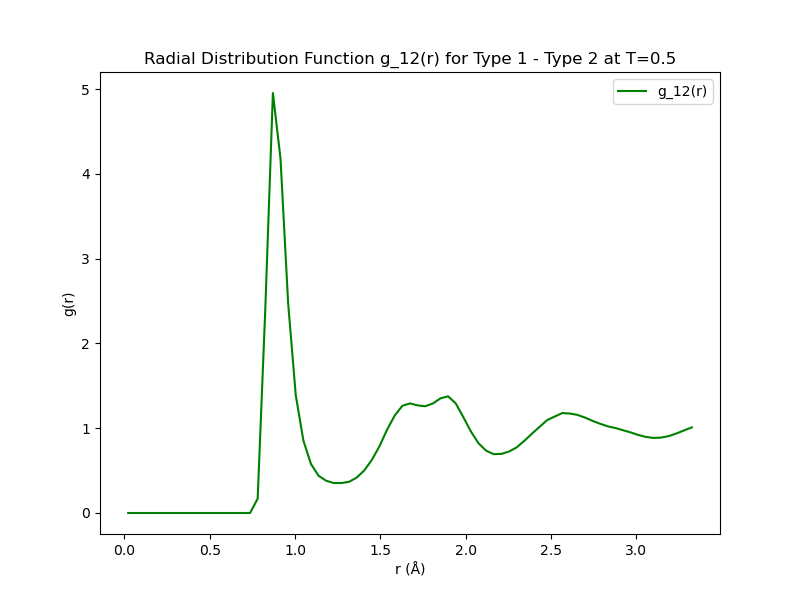 Radial Distribution Function g_12(r) for Type 1 - Type 2 at T=0.5
g_12(r)
5
4
3
2
1
0
g(r)
0.0 0.5 1.0 1.5 2.0 2.5 3.0
r (Å)